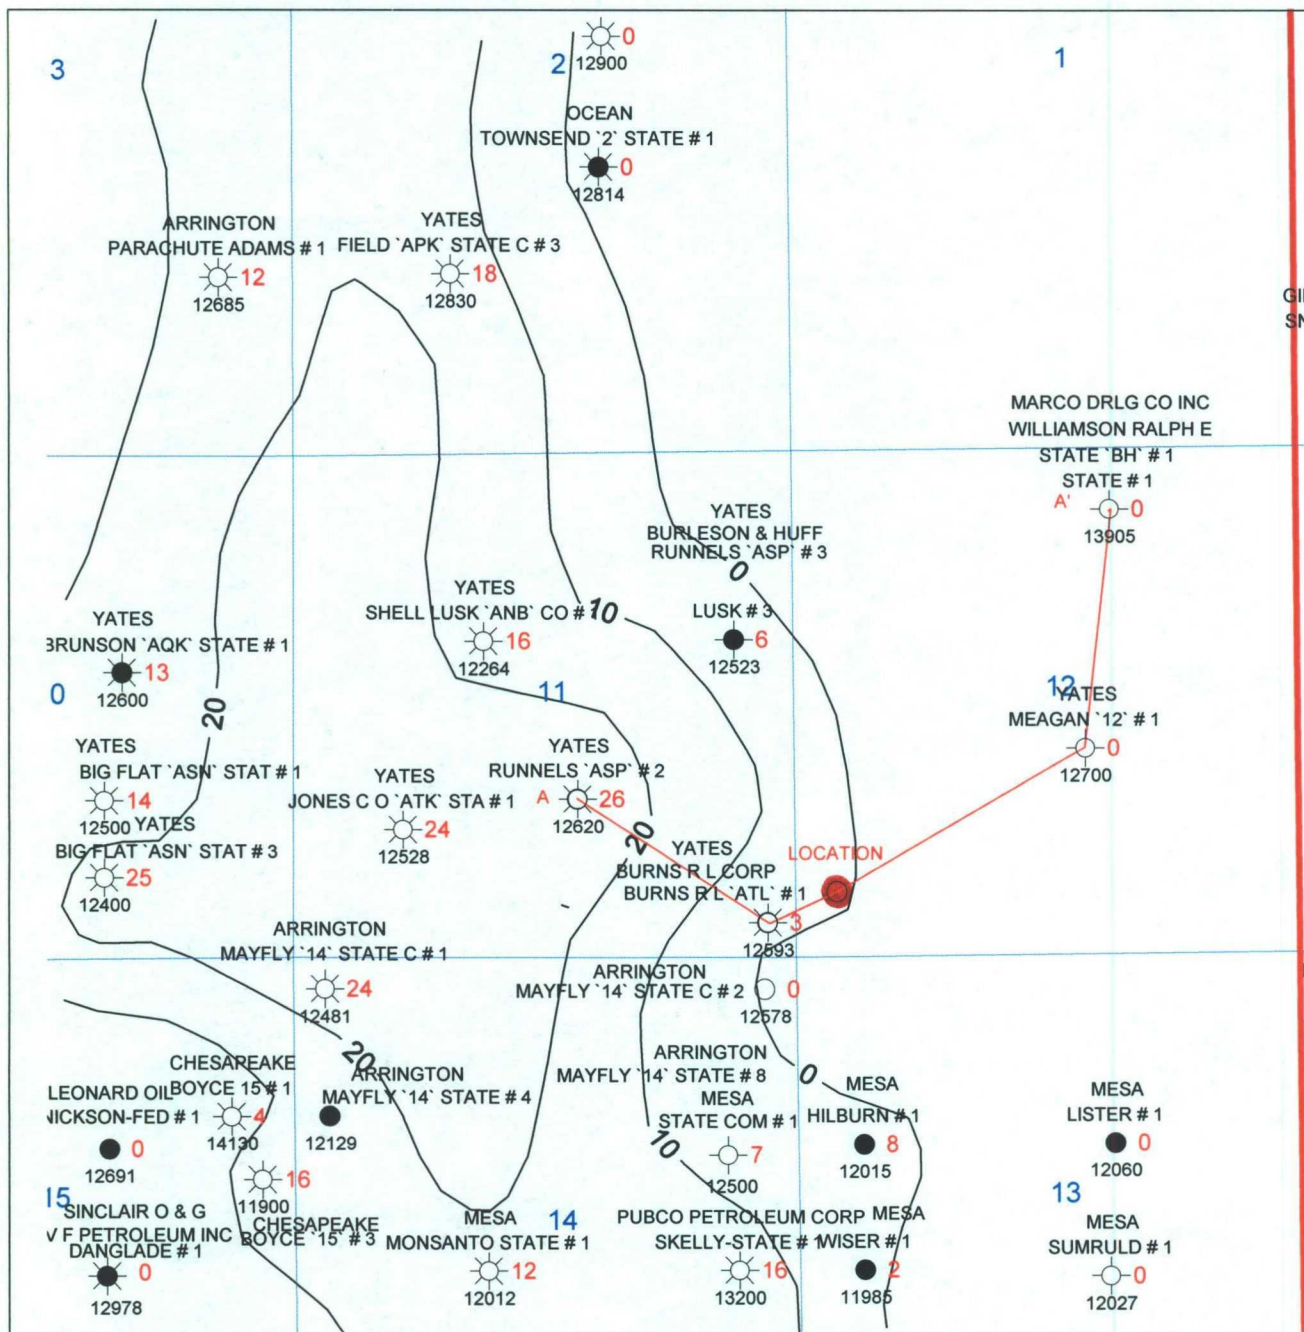 3
2
0
12900
1
OCEAN
TOWNSEND `2` STATE # 1
0
12814
ARRINGTON
PARACHUTE ADAMS # 1
12
12685
YATES
FIELD `APK` STATE C # 3
18
12830
MARCO DRLG CO INC
WILLIAMSON RALPH E
STATE `BH` # 1
STATE # 1
A'
0
13905
YATES
BURLESON & HUFF
RUNNELS `ASP` # 3
0
LUSK # 3
6
12523
YATES
SHELL LUSK `ANB` CO #
10
16
12264
YATES
BRUNSON `AQK` STATE # 1
13
12600
0
20
11
12
YATES
MEAGAN `12` # 1
0
12700
YATES
BIG FLAT `ASN` STAT # 1
14
12500
YATES
BIG FLAT `ASN` STAT # 3
25
12400
YATES
JONES C O `ATK` STA # 1
24
12528
YATES
RUNNELS `ASP` # 2
A
26
12620
20
YATES
BURNS R L CORP
BURNS R L `ATL` # 1
3
12593
LOCATION
ARRINGTON
MAYFLY `14` STATE C # 1
24
12481
ARRINGTON
MAYFLY `14` STATE C # 2
0
12578
20
ARRINGTON
MAYFLY `14` STATE # 8
MESA
STATE COM # 1
7
12500
0
10
CHESAPEAKE
BOYCE 15 # 1
4
14130
ARRINGTON
MAYFLY `14` STATE # 4
12129
LEONARD OIL
NICKSON-FED # 1
0
12691
MESA
HILBURN # 1
8
12015
MESA
LISTER # 1
0
12060
16
11900
CHESAPEAKE
BOYCE `15` # 3
15
SINCLAIR O & G
V F PETROLEUM INC
DANGLADE # 1
0
12978
MESA
MONSANTO STATE # 1
12
12012
14
PUBCO PETROLEUM CORP
SKELLY-STATE # 1
16
13200
MESA
WISER # 1
2
11985
13
MESA
SUMRULD # 1
0
12027